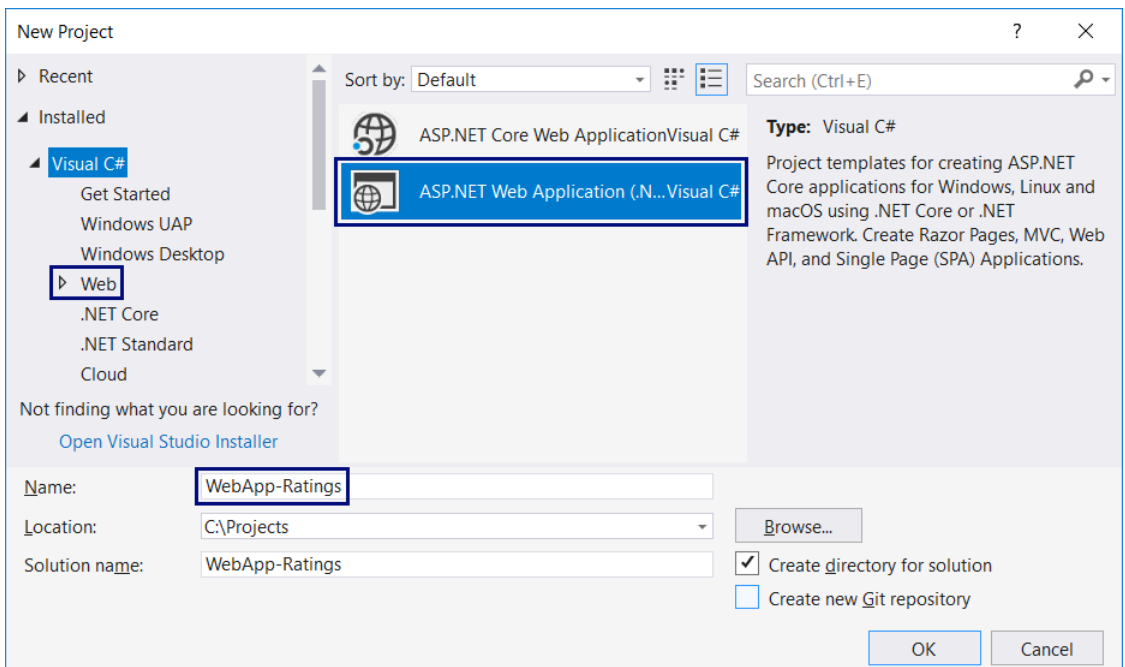 New Project
?
Recent
Installed
Visual C#
Get Started
Windows UAP
Windows Desktop
Web
.NET Core
.NET Standard
Cloud
Not finding what you are looking for?
Open Visual Studio Installer
Sort by: Default
ASP.NET Core Web ApplicationVisual C#
ASP.NET Web Application (.N...Visual C#
Search (Ctrl+E)
Type: Visual C#
Project templates for creating ASP.NET
Core applications for Windows, Linux and
macOS using .NET Core or .NET
Framework. Create Razor Pages, MVC, Web
API, and Single Page (SPA) Applications.
Name: WebApp-Ratings
Location: C:\Projects
Browse...
Solution name: WebApp-Ratings
Create directory for solution
Create new Git repository
OK
Cancel